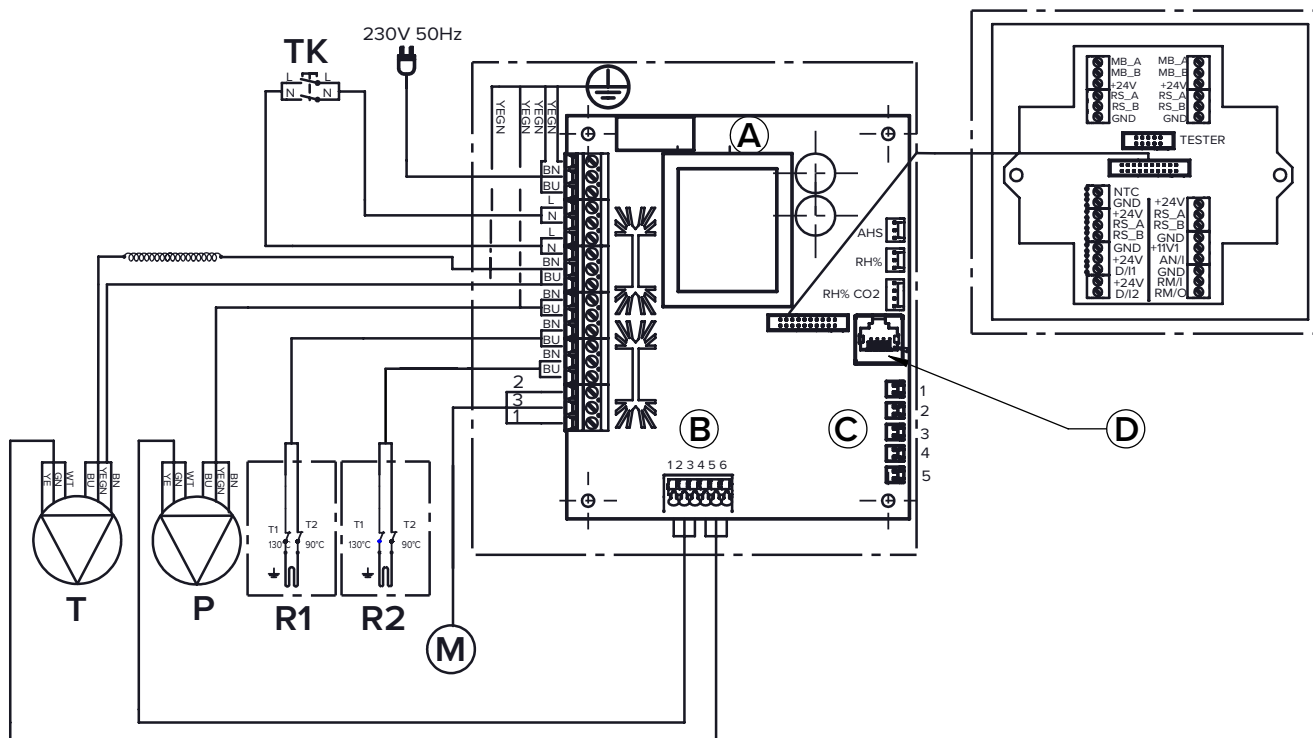 TK
230V 50Hz
L L
N N
YEGN
YEGN
YEGN
YEGN
BN
BU
L
N
L
N
BN
BU
BN
BU
BN
BU
BN
BU
2
3
1
A
AHS
RH%
RH% CO2
B
1 2 3 4 5 6
C
1
2
3
4
5
D
MB_A MB_A
MB_B MB_B
+24V +24V
RS_A RS_A
RS_B RS_B
GND GND
TESTER
NTC
GND
+24V
RS_A
RS_B
GND
+24V
D/I1
+24V
D/I2
+24V
RS_A
RS_B
GND
+11V1
AN/I
GND
RM/I
RM/O
YE
GN
WT
BU
YEGN
BN
T
YE
GN
WT
BU
YEGN
BN
P
T1 T2
130°C 90°C
R1
T1 T2
130°C 90°C
R2
M